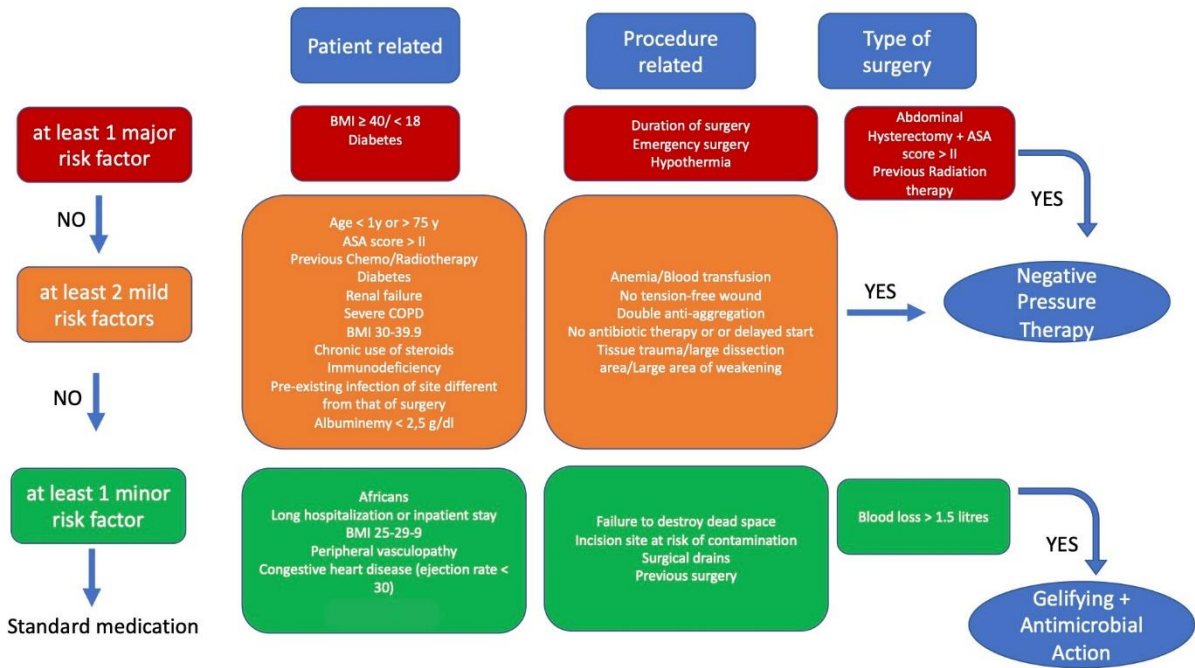 Patient related
Procedure
related
Type of
surgery
at least 1 major
risk factor
BMI ≥ 40/ < 18
Diabetes
Duration of surgery
Emergency surgery
Hypothermia
Abdominal
Hysterectomy + ASA
score > II
Previous Radiation
therapy
YES
NO
at least 2 mild
risk factors
Age < 1y or > 75 y
ASA score > II
Previous Chemo/Radiotherapy
Diabetes
Renal failure
Severe COPD
BMI 30-39.9
Chronic use of steroids
Immunodeficiency
Pre-existing infection of site different
from that of surgery
Albuminemy < 2,5 g/dl
Anemia/Blood transfusion
No tension-free wound
Double anti-aggregation
No antibiotic therapy or or delayed start
Tissue trauma/large dissection
area/Large area of weakening
YES
Negative
Pressure
Therapy
NO
at least 1 minor
risk factor
Africans
Long hospitalization or inpatient stay
BMI 25-29-9
Peripheral vasculopathy
Congestive heart disease (ejection rate <
30)
Failure to destroy dead space
Incision site at risk of contamination
Surgical drains
Previous surgery
Blood loss > 1.5 litres
YES
Gelifying +
Antimicrobial
Action
Standard medication